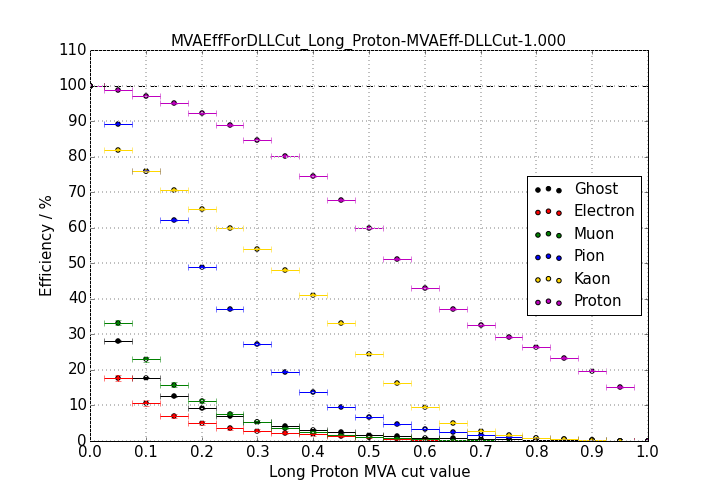 MVAEffForDLLCut_Long_Proton-MVAEff-DLLCut-1.000
110
100
90
80
70
60
50
40
30
20
10
0
Efficiency / %
Ghost
Electron
Muon
Pion
Kaon
Proton
0.0 0.1 0.2 0.3 0.4 0.5 0.6 0.7 0.8 0.9 1.0
Long Proton MVA cut value